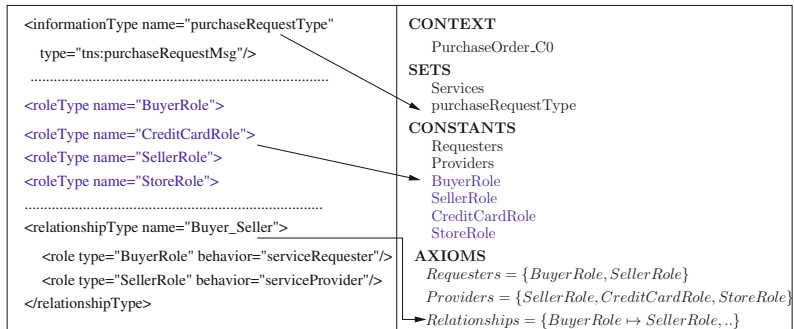 <informationType name="purchaseRequestType"
type="tns:purchaseRequestMsg"/>
........................................................................
<roleType name="BuyerRole">
<roleType name="CreditCardRole">
<roleType name="SellerRole">
<roleType name="StoreRole">
........................................................................
<relationshipType name="Buyer_Seller">
<role type="BuyerRole" behavior="serviceRequester"/>
<role type="SellerRole" behavior="serviceProvider"/>
</relationshipType>
CONTEXT
PurchaseOrder_C0
SETS
Services
purchaseRequestType
CONSTANTS
Requesters
Providers
BuyerRole
SellerRole
CreditCardRole
StoreRole
AXIOMS
Requesters = {BuyerRole, SellerRole}
Providers = {SellerRole, CreditCardRole, StoreRole}
Relationships = {BuyerRole ↦ SellerRole, ..}